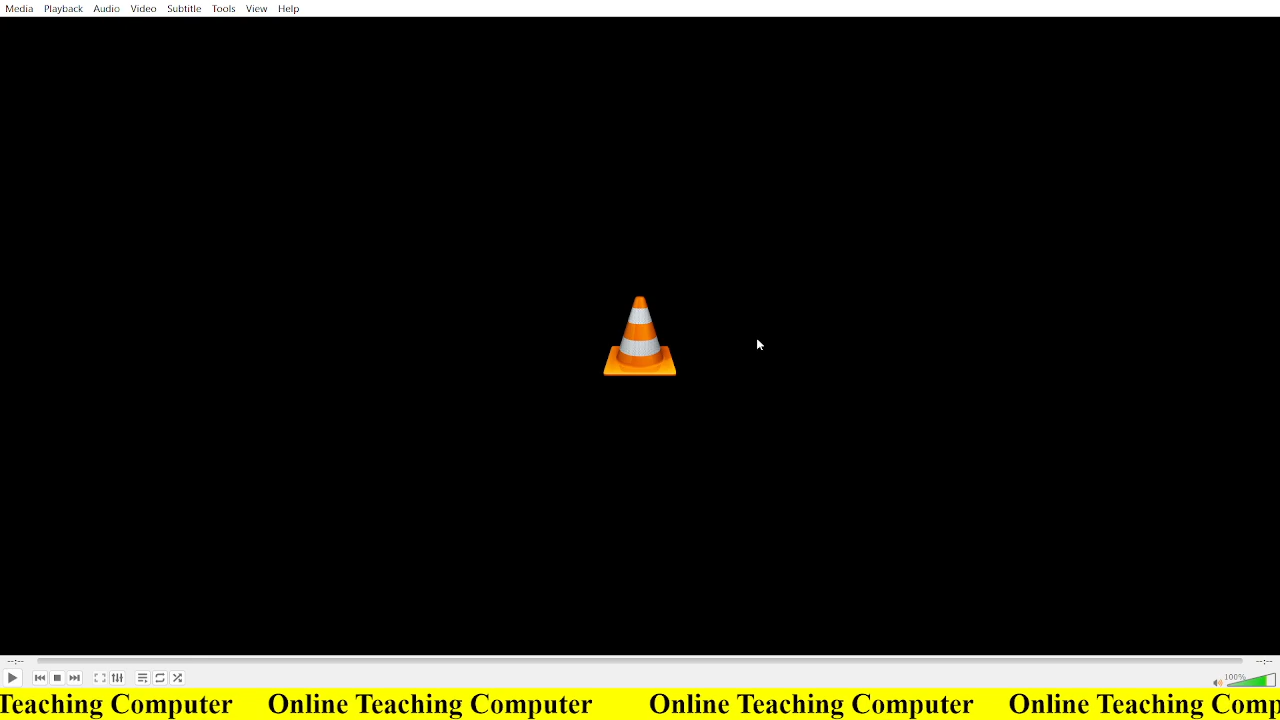 Media Playback Audio Video Subtitle Tools View Help
--:-- --:--
100%
Teaching Computer Online Teaching Computer Online Teaching Computer Online Teaching Comp